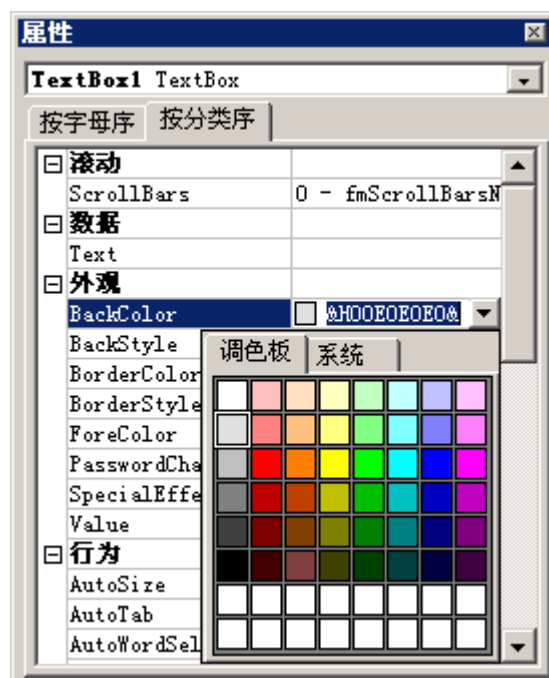 属性
TextBox1 TextBox
按字母序 按分类序
滚动
ScrollBars 0 - fmScrollBarsN
数据
Text
外观
BackColor &H00E0E0E0&
BackStyle
调色板 系统
BorderColor
BorderStyle
ForeColor
PasswordCha
SpecialEffe
Value
行为
AutoSize
AutoTab
AutoWordSel